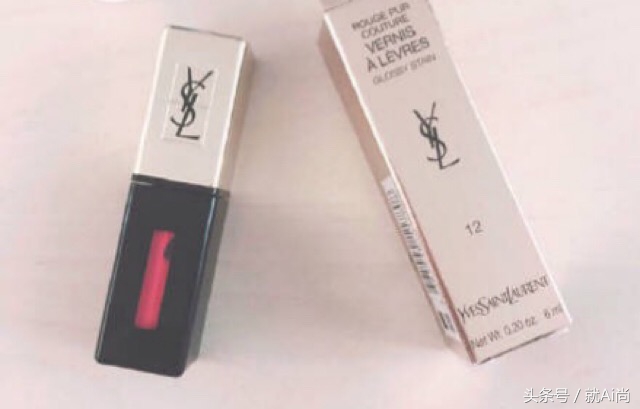 YSL
ROUGE PUR
COUTURE
VERNIS
À LÈVRES
GLOSSY STAIN
YSL
12
YVES SAINT LAURENT
Net Wt. 0.20 oz. 6 ml
头条号 / 就Ai尚